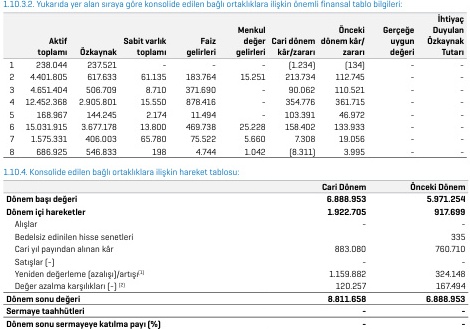 1.10.3.2. Yukarıda yer alan sıraya göre konsolide edilen bağlı ortaklıklara ilişkin önemli finansal tablo bilgileri:
Aktif toplamı Özkaynak Sabit varlık toplamı Faiz gelirleri Menkul değer gelirleri Cari dönem kâr/zararı Önceki dönem kâr/zararı Gerçeğe uygun değeri İhtiyaç Duyulan Özkaynak Tutarı
1 238.044 237.521 - - - (1.234) (134) - -
2 4.401.805 617.633 61.135 183.764 15.251 213.734 112.745 - -
3 4.651.404 506.709 8.710 371.690 - 90.062 110.521 - -
4 12.452.368 2.905.801 15.550 878.416 - 354.776 361.715 - -
5 168.967 144.245 2.174 11.494 - 103.391 46.972 - -
6 15.031.915 3.677.178 13.800 469.738 25.228 158.402 133.933 - -
7 1.575.331 406.003 65.780 75.522 5.660 7.308 19.056 - -
8 686.925 546.833 198 4.744 1.042 (8.311) 3.995 - -
1.10.4. Konsolide edilen bağlı ortaklıklara ilişkin hareket tablosu:
Cari Dönem Önceki Dönem
Dönem başı değeri 6.888.953 5.971.254
Dönem içi hareketler 1.922.705 917.699
Alışlar - -
Bedelsiz edinilen hisse senetleri - 335
Cari yıl payından alınan kâr 883.080 760.710
Satışlar (-) - -
Yeniden değerleme (azalışı)/artışı(1) 1.159.882 324.148
Değer azalma karşılıkları (-) (2) 120.257 167.494
Dönem sonu değeri 8.811.658 6.888.953
Sermaye taahhütleri - -
Dönem sonu sermayeye katılma payı (%) - -